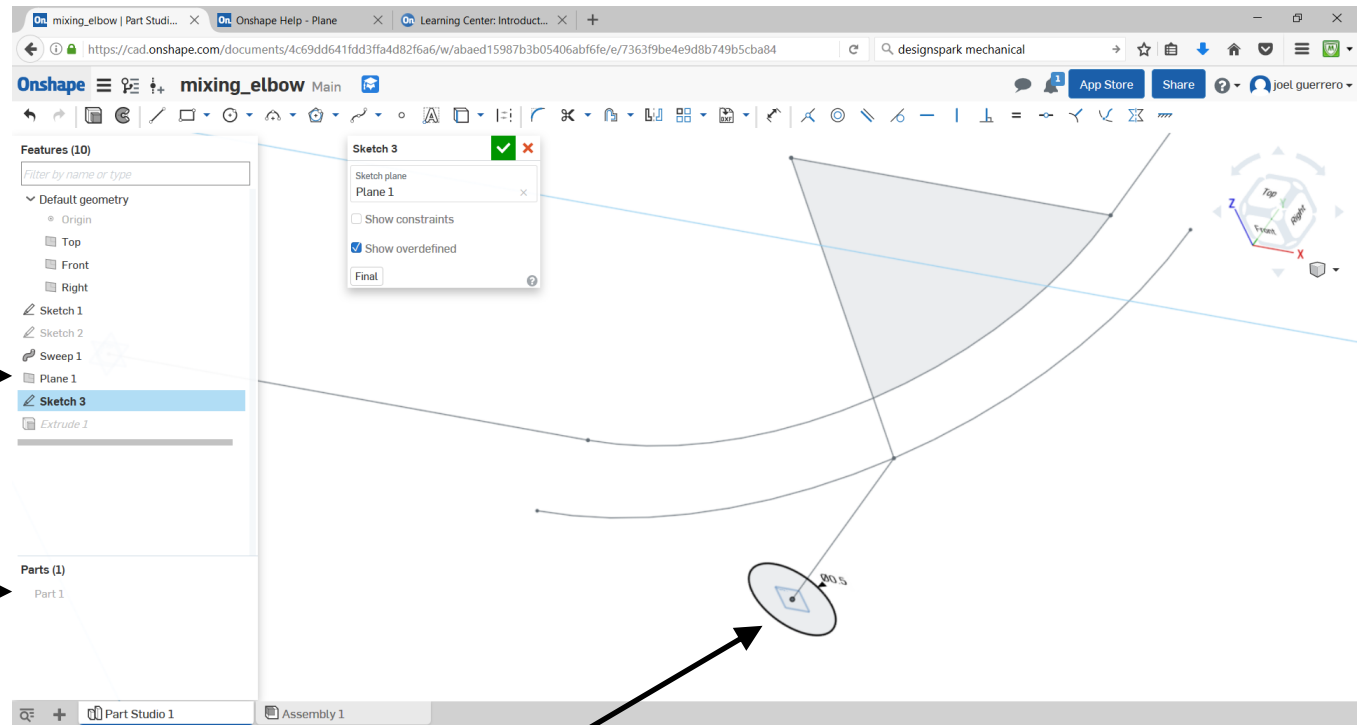 mixing_elbow | Part Studi... Onshape Help - Plane Learning Center: Introduct...
https://cad.onshape.com/documents/4c69dd641fdd3ffa4d82f6a6/w/abaed15987b3b05406abf6fe/e/7363f9be4e9d8b749b5cba84 designspark mechanical
Onshape mixing_elbow Main 1 App Store Share joel guerrero
Features (10)
Filter by name or type
Default geometry
Origin
Top
Front
Right
Sketch 1
Sketch 2
Sweep 1
Plane 1
Sketch 3
Extrude 1
Parts (1)
Part 1
Sketch 3
Sketch plane
Plane 1
Show constraints
Show overdefined
Final
Ø0.5
Top
Front
Right
Z
Y
X
Part Studio 1 Assembly 1